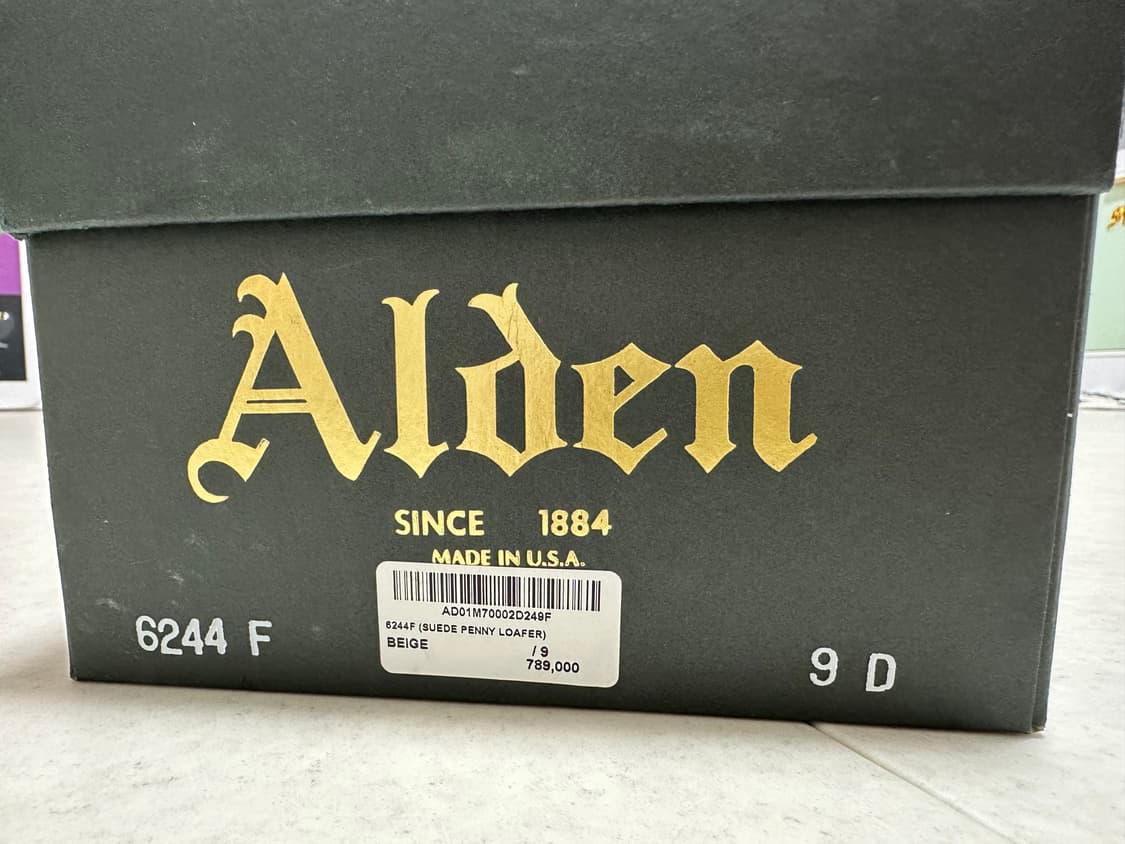 Alden
SINCE 1884
MADE IN U.S.A.
AD01M70002D249F
6244F (SUEDE PENNY LOAFER)
BEIGE / 9
789,000
6244 F
9 D